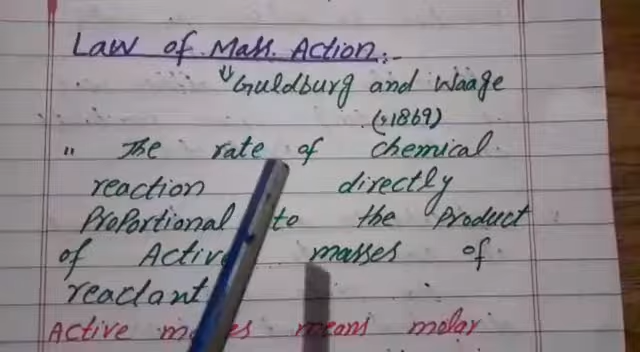 Law of Mass Action:-
Guldburg and Waage
(1869)
" The rate of chemical
reaction directly
Proportional to the Product
of Active masses of
reactant
Active means molar